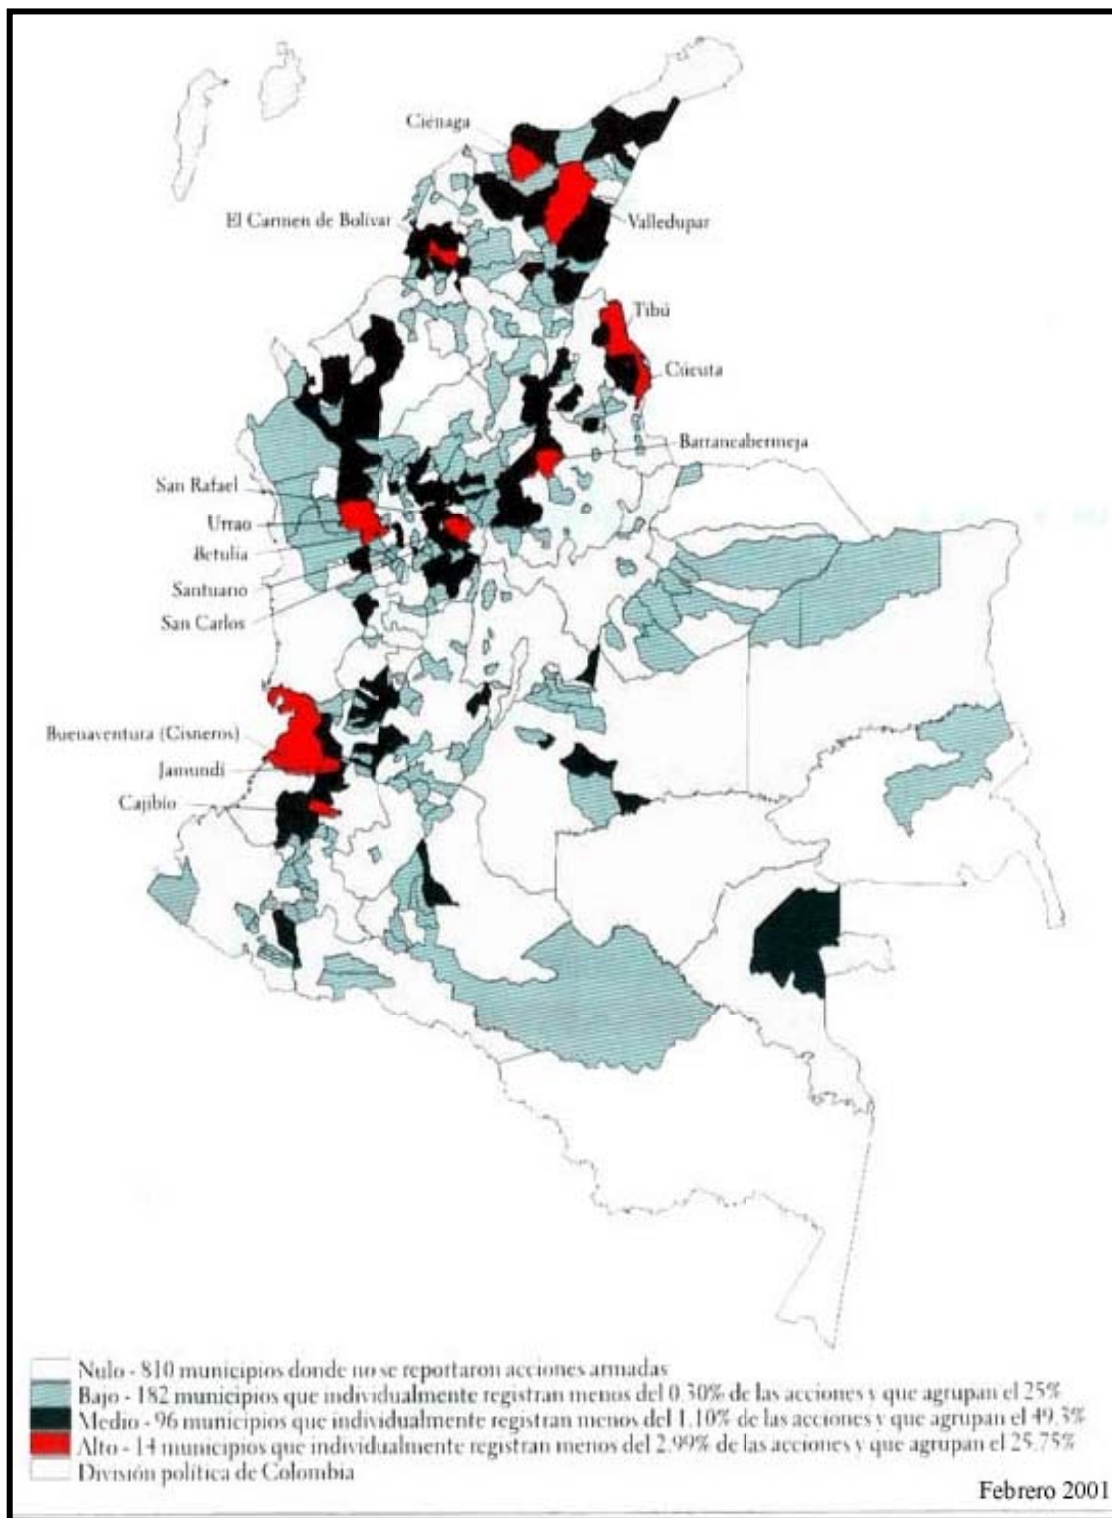 Ciénaga
El Carmen de Bolívar
Valledupar
Tibú
Cúcuta
Barrancabermeja
San Rafael
Urrao
Betulia
Santuano
San Carlos
Buenaventura (Cisneros)
Jamundí
Cajibío
Nulo - 810 municipios donde no se reportaron acciones armadas
Bajo - 182 municipios que individualmente registran menos del 0.30% de las acciones y que agrupan el 25%
Medio - 96 municipios que individualmente registran menos del 1.10% de las acciones y que agrupan el 49.3%
Alto - 14 municipios que individualmente registran menos del 2.99% de las acciones y que agrupan el 25.75%
División política de Colombia
Febrero 2001